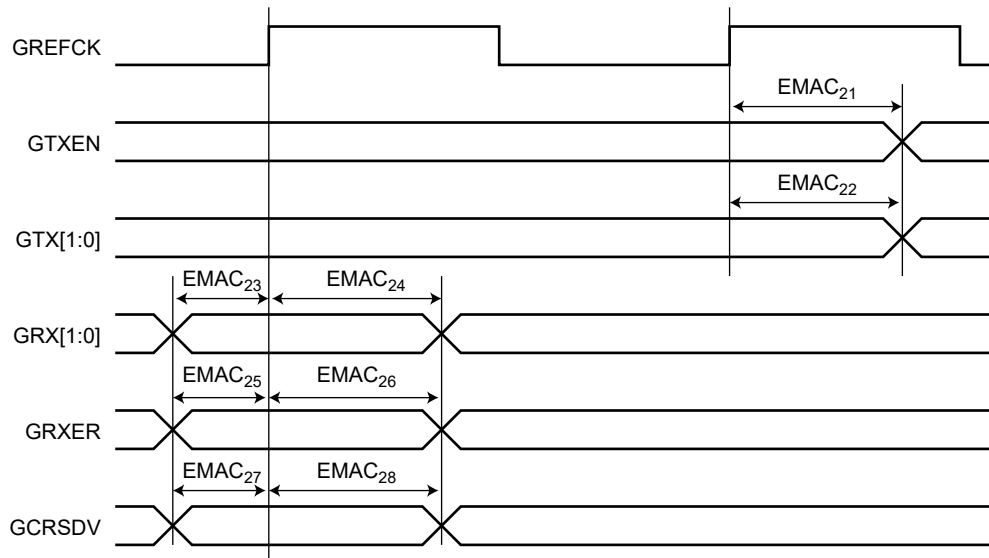 GREFCK
EMAC21
GTXEN
EMAC22
GTX[1:0]
EMAC23 EMAC24
GRX[1:0]
EMAC25 EMAC26
GRXER
EMAC27 EMAC28
GCRSDV